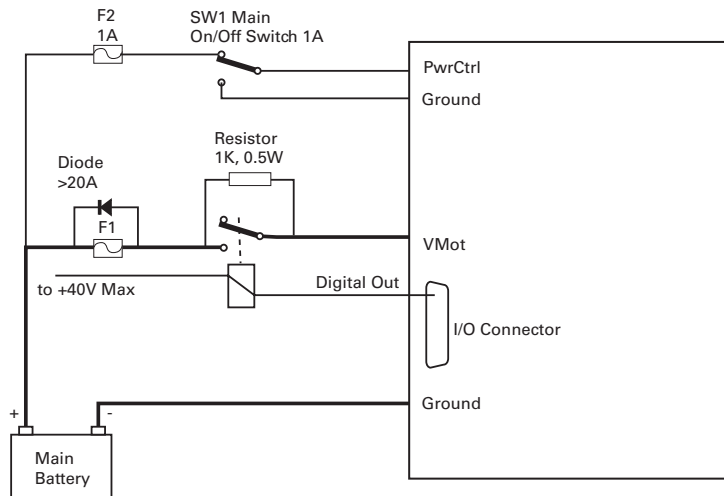 F2
1A
SW1 Main
On/Off Switch 1A
PwrCtrl
Ground
Resistor
1K, 0.5W
Diode
>20A
F1
VMot
to +40V Max
Digital Out
I/O Connector
Ground
+
-
Main
Battery